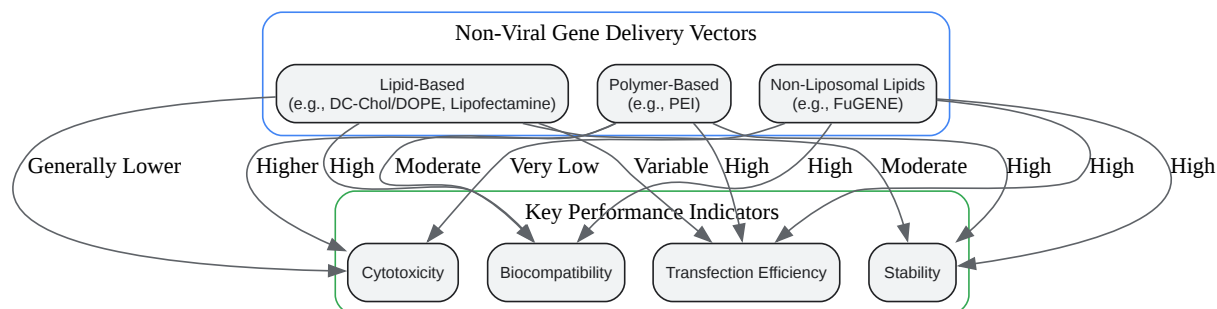 Non-Viral Gene Delivery Vectors
Lipid-Based
(e.g., DC-Chol/DOPE, Lipofectamine)
Polymer-Based
(e.g., PEI)
Non-Liposomal Lipids
(e.g., FuGENE)
Generally Lower
Higher
High
Moderate
Very Low
Variable
High
High
Moderate
High
High
High
Key Performance Indicators
Cytotoxicity
Biocompatibility
Transfection Efficiency
Stability